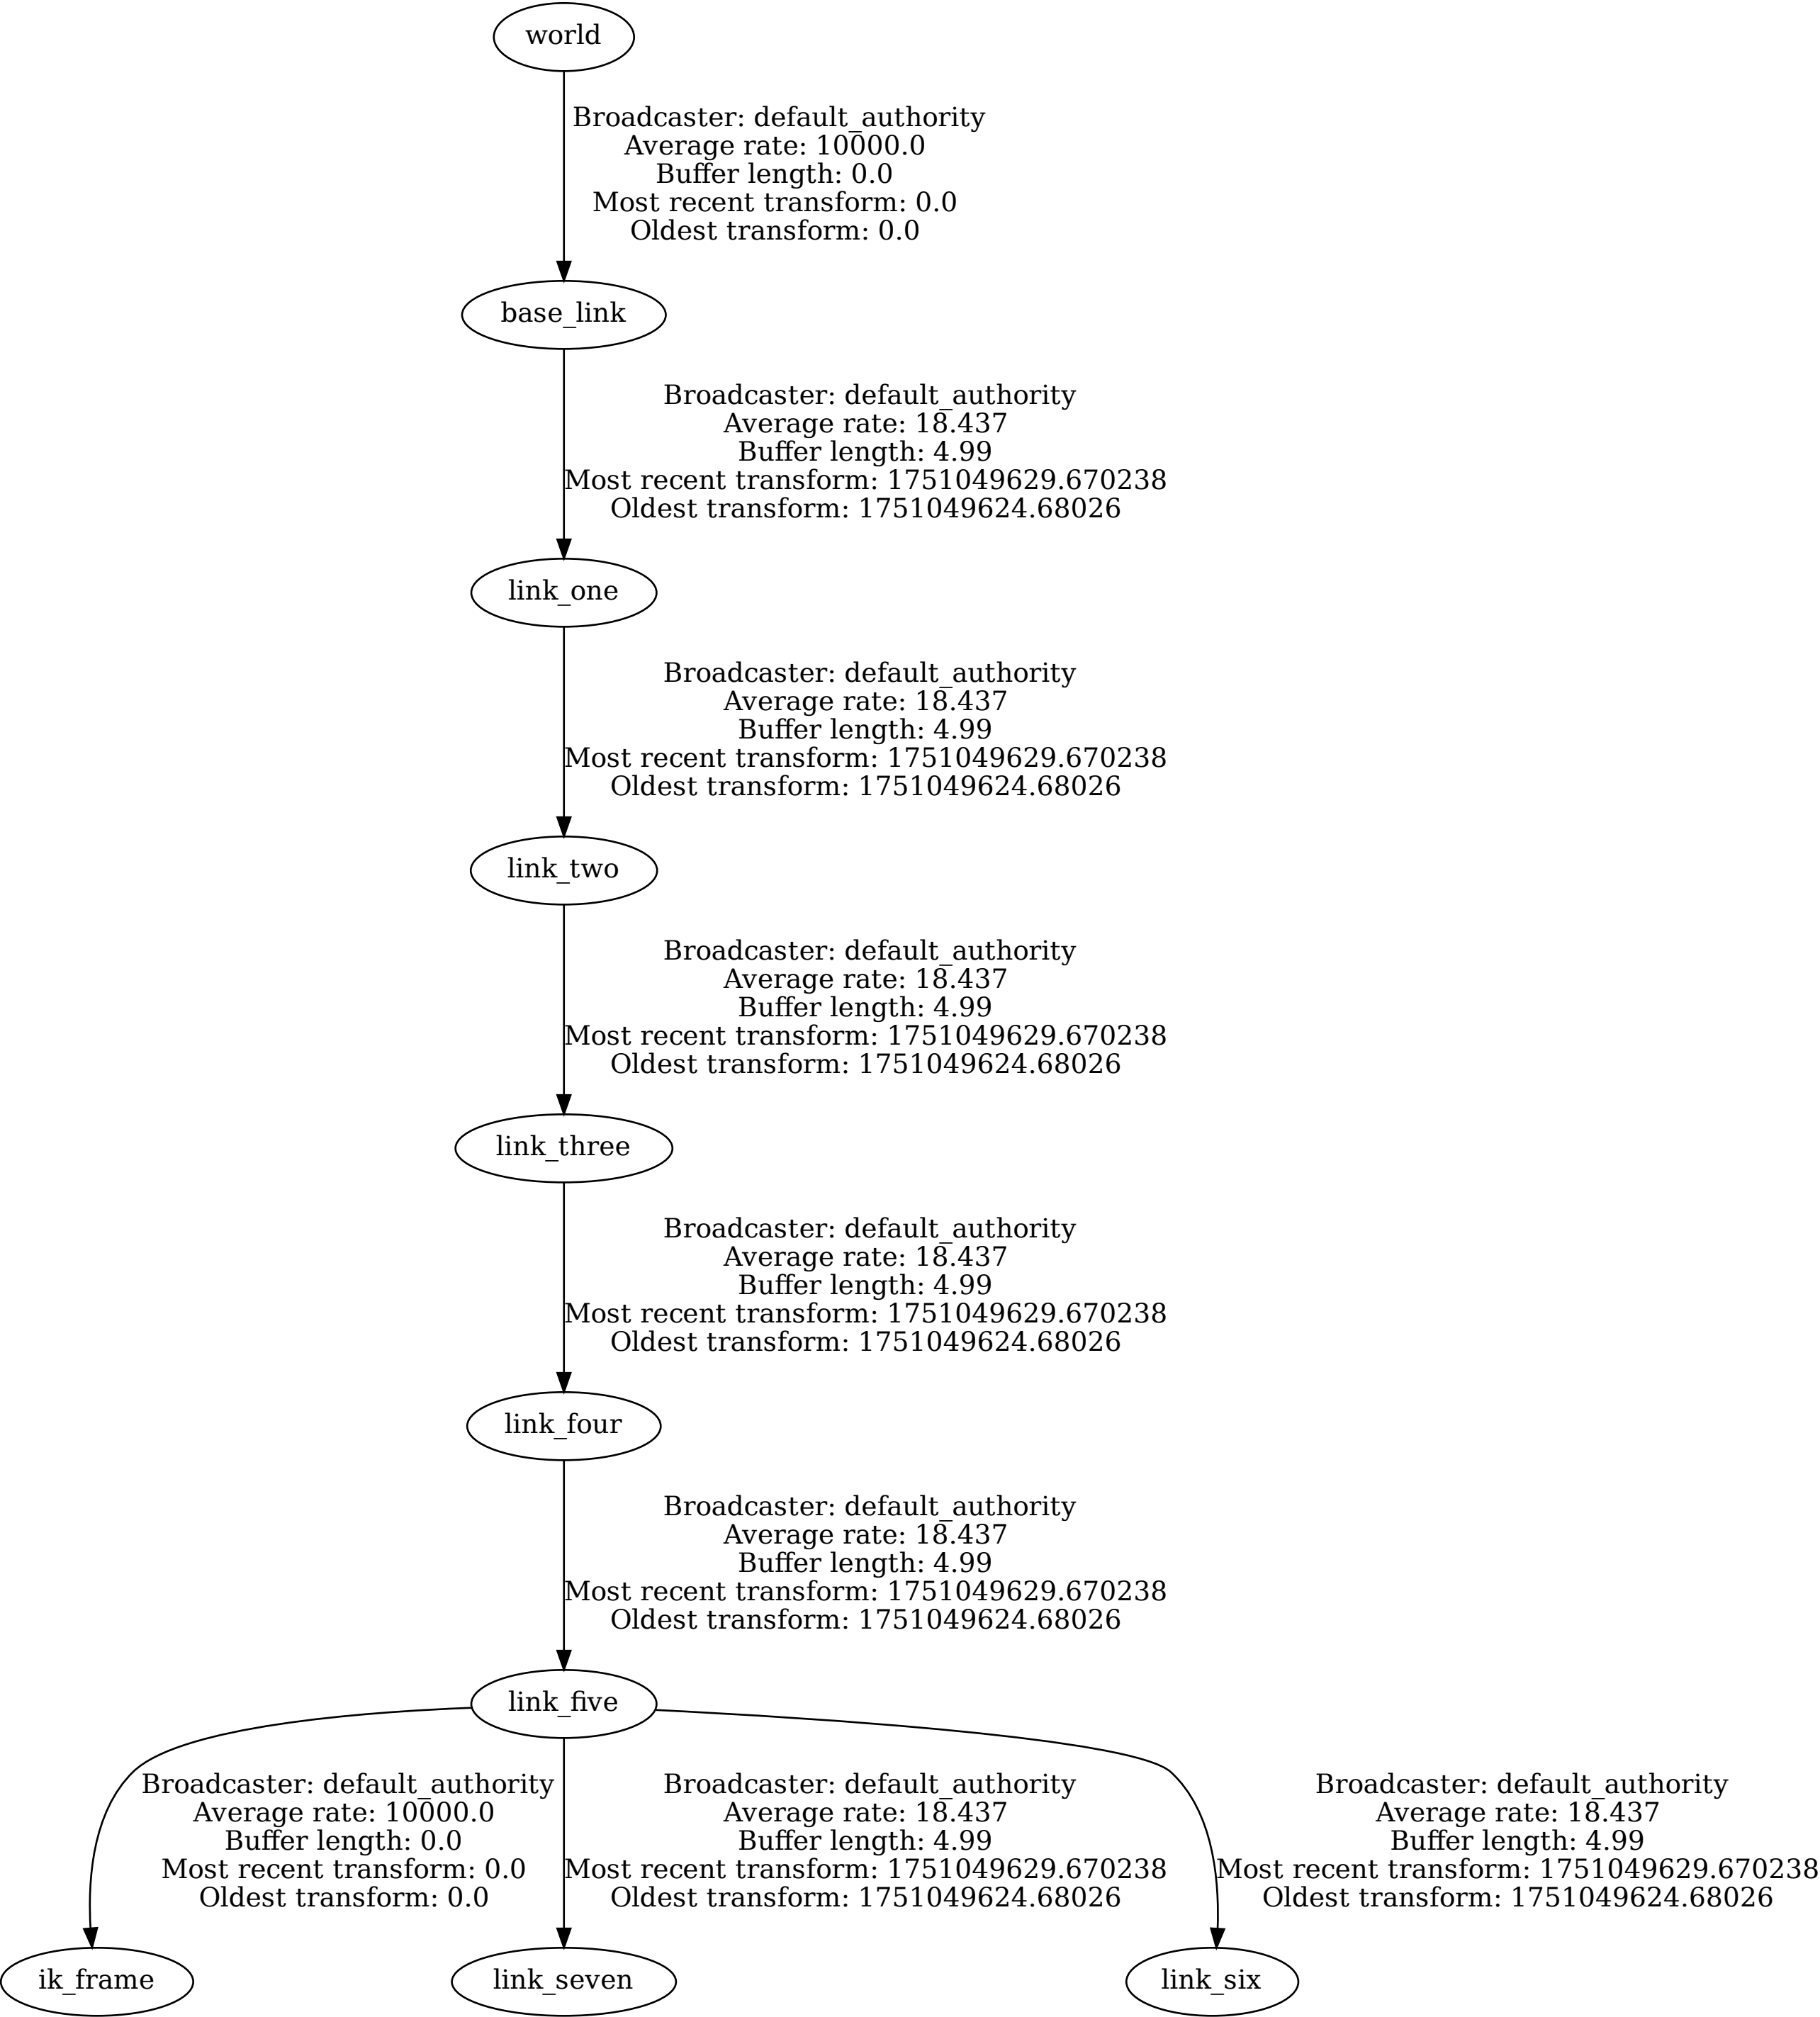 world
Broadcaster: default_authority
Average rate: 10000.0
Buffer length: 0.0
Most recent transform: 0.0
Oldest transform: 0.0
base_link
Broadcaster: default_authority
Average rate: 18.437
Buffer length: 4.99
Most recent transform: 1751049629.670238
Oldest transform: 1751049624.68026
link_one
Broadcaster: default_authority
Average rate: 18.437
Buffer length: 4.99
Most recent transform: 1751049629.670238
Oldest transform: 1751049624.68026
link_two
Broadcaster: default_authority
Average rate: 18.437
Buffer length: 4.99
Most recent transform: 1751049629.670238
Oldest transform: 1751049624.68026
link_three
Broadcaster: default_authority
Average rate: 18.437
Buffer length: 4.99
Most recent transform: 1751049629.670238
Oldest transform: 1751049624.68026
link_four
Broadcaster: default_authority
Average rate: 18.437
Buffer length: 4.99
Most recent transform: 1751049629.670238
Oldest transform: 1751049624.68026
link_five
Broadcaster: default_authority
Average rate: 10000.0
Buffer length: 0.0
Most recent transform: 0.0
Oldest transform: 0.0
Broadcaster: default_authority
Average rate: 18.437
Buffer length: 4.99
Most recent transform: 1751049629.670238
Oldest transform: 1751049624.68026
Broadcaster: default_authority
Average rate: 18.437
Buffer length: 4.99
Most recent transform: 1751049629.670238
Oldest transform: 1751049624.68026
ik_frame
link_seven
link_six